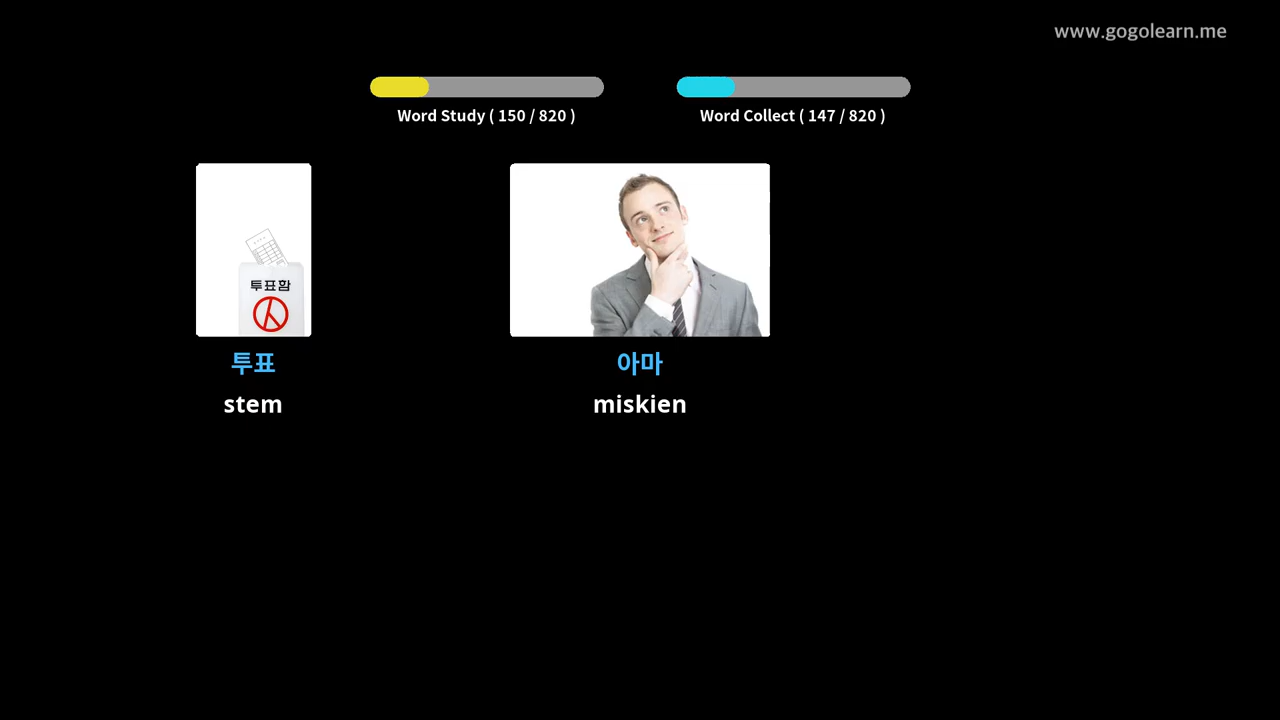 www.gogolearn.me
Word Study ( 150 / 820 )
Word Collect ( 147 / 820 )
투표함
투표
stem
아마
miskien